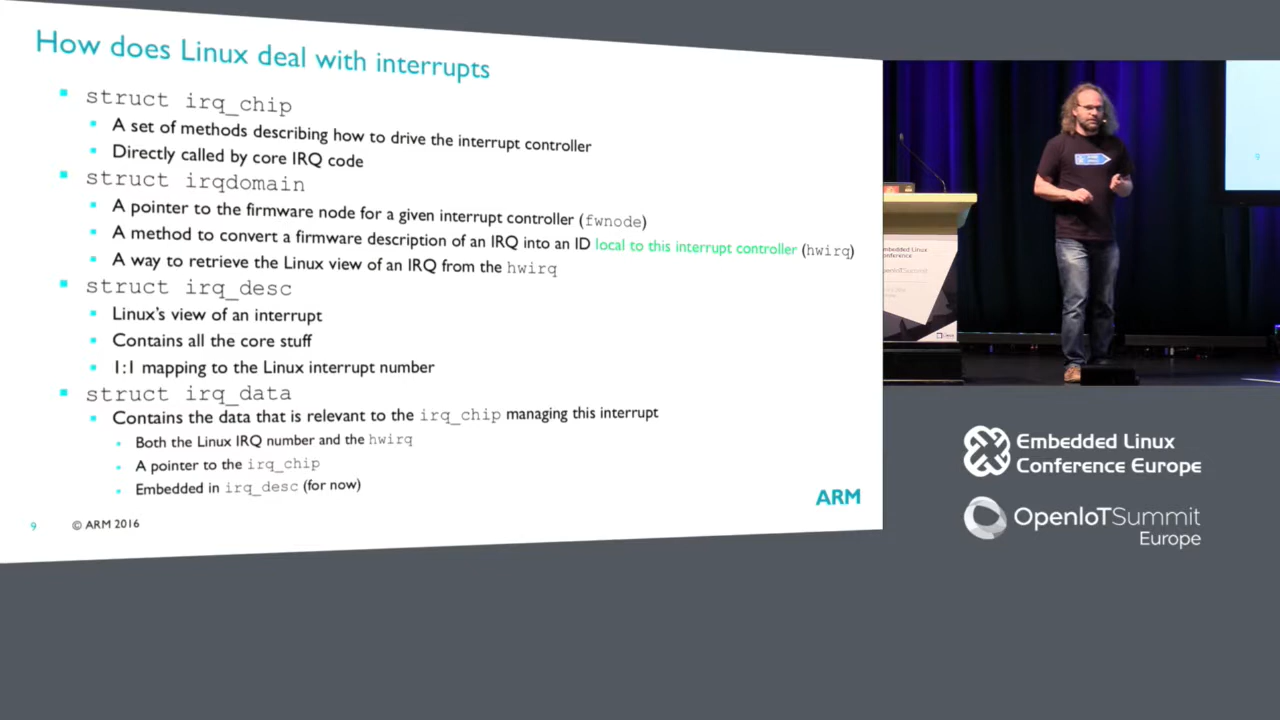 How does Linux deal with interrupts
struct irq_chip
A set of methods describing how to drive the interrupt controller
Directly called by core IRQ code
struct irqdomain
A pointer to the firmware node for a given interrupt controller (fwnode)
A method to convert a firmware description of an IRQ into an ID local to this interrupt controller (hwirq)
A way to retrieve the Linux view of an IRQ from the hwirq
struct irq_desc
Linux's view of an interrupt
Contains all the core stuff
1:1 mapping to the Linux interrupt number
struct irq_data
Contains the data that is relevant to the irq_chip managing this interrupt
Both the Linux IRQ number and the hwirq
A pointer to the irq_chip
Embedded in irq_desc (for now)
ARM
9 © ARM 2016
9
Embedded Linux
Conference
OpenIoTSummit
Embedded Linux
Conference Europe
OpenIoTSummit
Europe